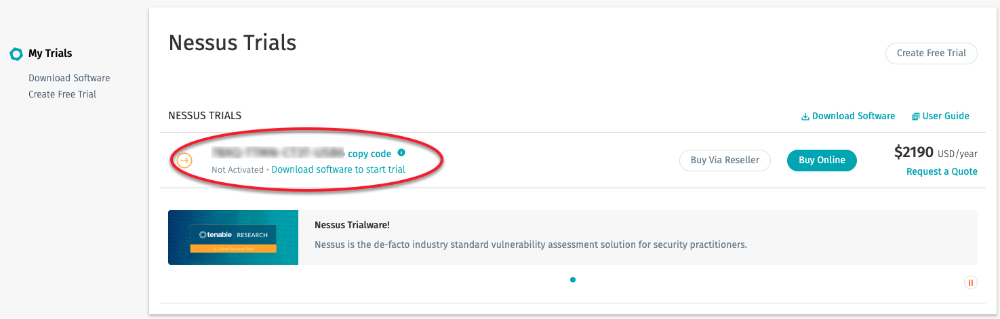 My Trials
Download Software
Create Free Trial
Nessus Trials
Create Free Trial
NESSUS TRIALS
Download Software
User Guide
copy code
Not Activated · Download software to start trial
Buy Via Reseller
Buy Online
$2190 USD/year
Request a Quote
tenable RESEARCH
Nessus Trialware!
Nessus is the de-facto industry standard vulnerability assessment solution for security practitioners.